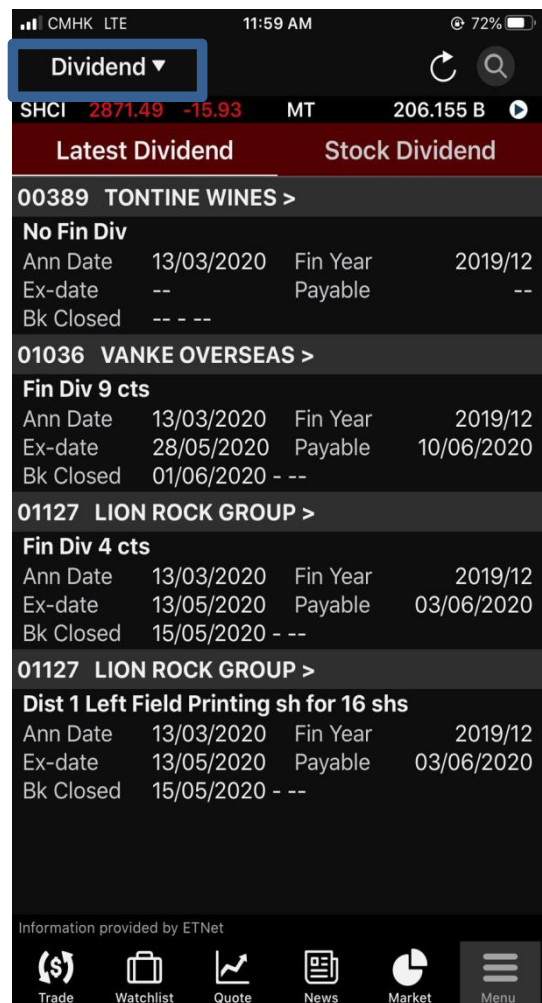 CMHK LTE 11:59 AM 72%
Dividend ▼
SHCI 2871.49 -15.93 MT 206.155 B
Latest Dividend Stock Dividend
00389 TONTINE WINES >
No Fin Div
Ann Date 13/03/2020 Fin Year 2019/12
Ex-date -- Payable --
Bk Closed -- - --
01036 VANKE OVERSEAS >
Fin Div 9 cts
Ann Date 13/03/2020 Fin Year 2019/12
Ex-date 28/05/2020 Payable 10/06/2020
Bk Closed 01/06/2020 - --
01127 LION ROCK GROUP >
Fin Div 4 cts
Ann Date 13/03/2020 Fin Year 2019/12
Ex-date 13/05/2020 Payable 03/06/2020
Bk Closed 15/05/2020 - --
01127 LION ROCK GROUP >
Dist 1 Left Field Printing sh for 16 shs
Ann Date 13/03/2020 Fin Year 2019/12
Ex-date 13/05/2020 Payable 03/06/2020
Bk Closed 15/05/2020 - --
Information provided by ETNet
Trade Watchlist Quote News Market Menu